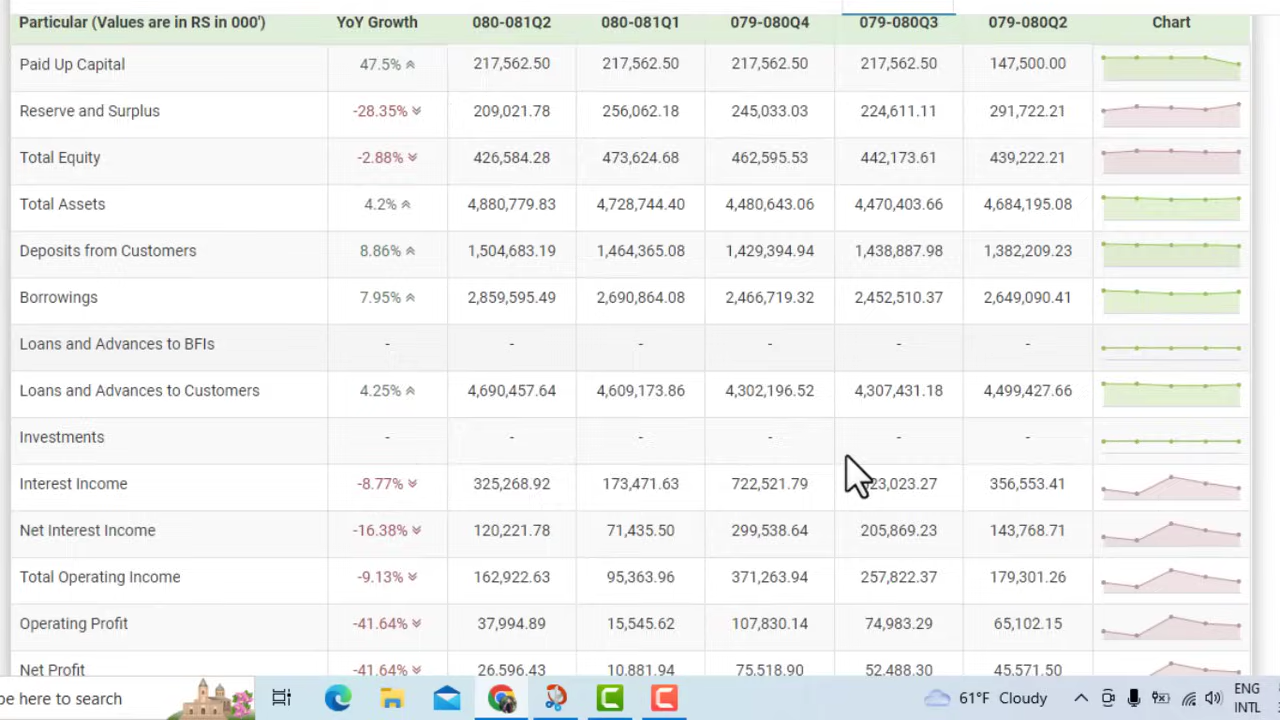 Particular (Values are in RS in 000') YoY Growth 080-081Q2 080-081Q1 079-080Q4 079-080Q3 079-080Q2 Chart
Paid Up Capital 47.5% 217,562.50 217,562.50 217,562.50 217,562.50 147,500.00
Reserve and Surplus -28.35% 209,021.78 256,062.18 245,033.03 224,611.11 291,722.21
Total Equity -2.88% 426,584.28 473,624.68 462,595.53 442,173.61 439,222.21
Total Assets 4.2% 4,880,779.83 4,728,744.40 4,480,643.06 4,470,403.66 4,684,195.08
Deposits from Customers 8.86% 1,504,683.19 1,464,365.08 1,429,394.94 1,438,887.98 1,382,209.23
Borrowings 7.95% 2,859,595.49 2,690,864.08 2,466,719.32 2,452,510.37 2,649,090.41
Loans and Advances to BFIs - - - - - -
Loans and Advances to Customers 4.25% 4,690,457.64 4,609,173.86 4,302,196.52 4,307,431.18 4,499,427.66
Investments - - - - - -
Interest Income -8.77% 325,268.92 173,471.63 722,521.79 23,023.27 356,553.41
Net Interest Income -16.38% 120,221.78 71,435.50 299,538.64 205,869.23 143,768.71
Total Operating Income -9.13% 162,922.63 95,363.96 371,263.94 257,822.37 179,301.26
Operating Profit -41.64% 37,994.89 15,545.62 107,830.14 74,983.29 65,102.15
Net Profit -41.64% 26,596.43 10,881.94 75,518.90 52,488.30 45,571.50
pe here to search 61°F Cloudy ENG
INTL